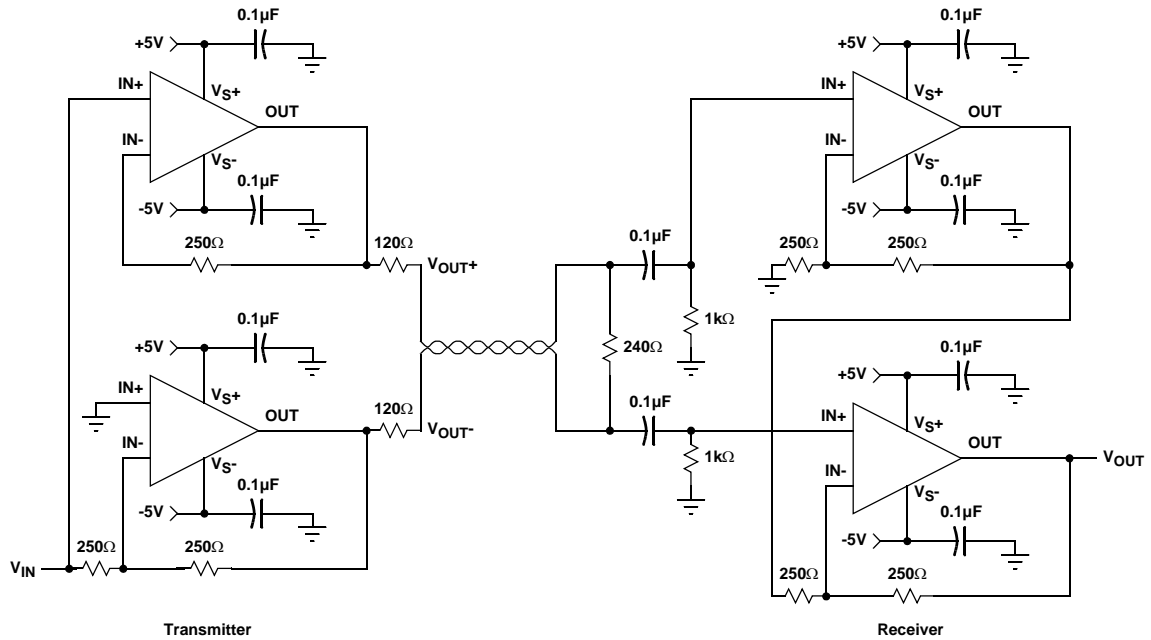 0.1µF
+5V
IN+
VS+
OUT
IN-
VS-
0.1µF
-5V
250Ω
120Ω
VOUT+
0.1µF
+5V
IN+
VS+
OUT
120Ω
VOUT-
IN-
VS-
0.1µF
-5V
250Ω
250Ω
VIN
Transmitter
0.1µF
240Ω
0.1µF
1kΩ
1kΩ
0.1µF
+5V
IN+
VS+
OUT
IN-
VS-
0.1µF
-5V
250Ω
250Ω
0.1µF
+5V
IN+
VS+
OUT
VOUT
IN-
VS-
0.1µF
-5V
250Ω
250Ω
Receiver